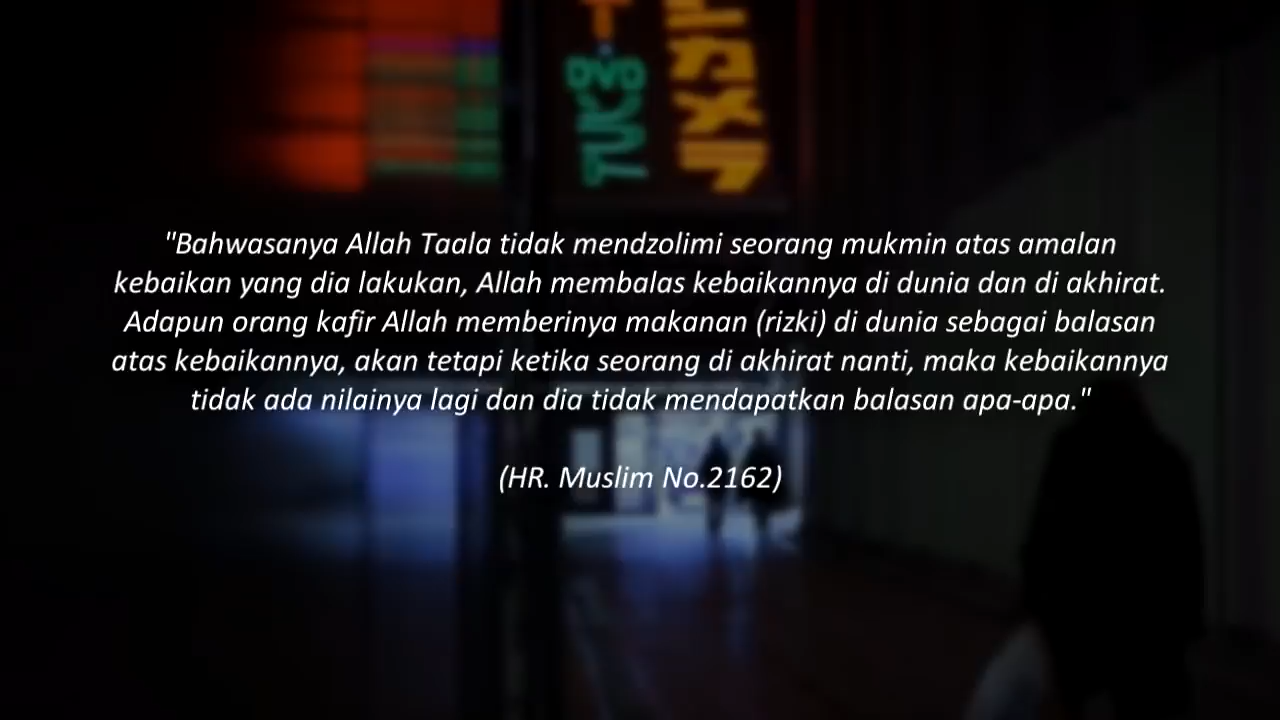 "Bahwasanya Allah Taala tidak mendzolimi seorang mukmin atas amalan
kebaikan yang dia lakukan, Allah membalas kebaikannya di dunia dan di akhirat.
Adapun orang kafir Allah memberinya makanan (rizki) di dunia sebagai balasan
atas kebaikannya, akan tetapi ketika seorang di akhirat nanti, maka kebaikannya
tidak ada nilainya lagi dan dia tidak mendapatkan balasan apa-apa."
(HR. Muslim No.2162)